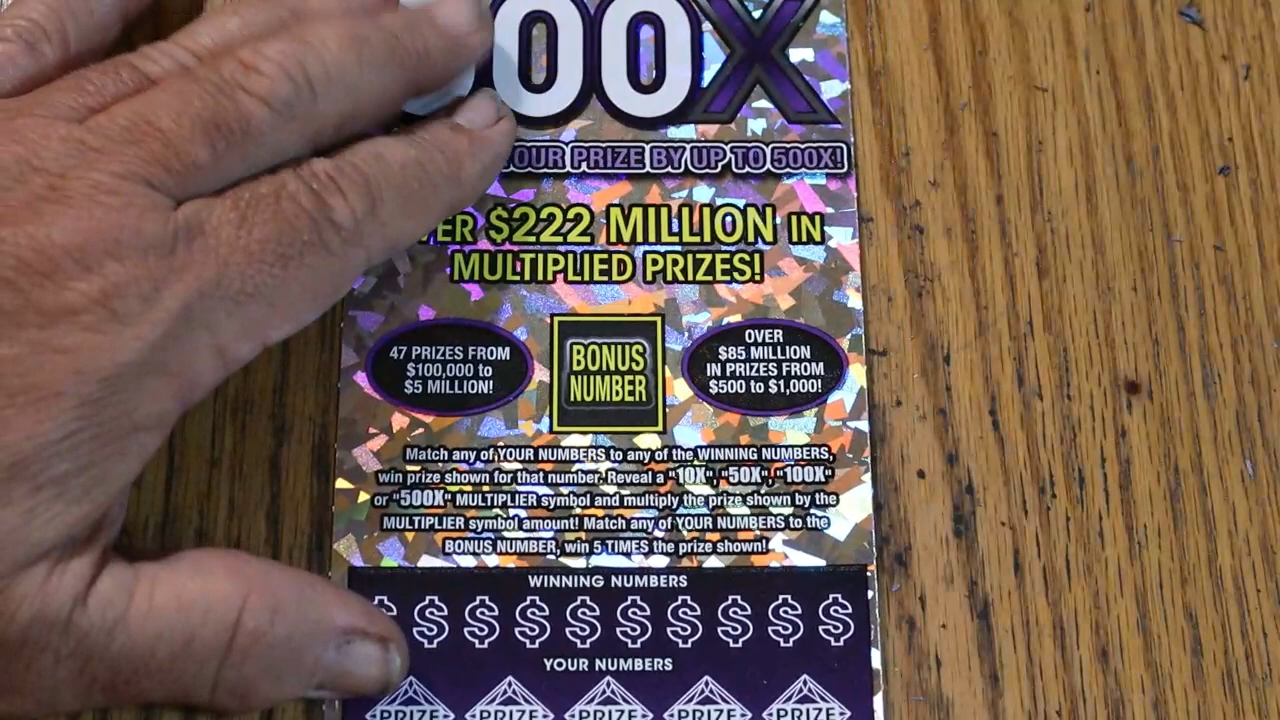 00X
OUR PRIZE BY UP TO 500X!
ER $222 MILLION IN
MULTIPLIED PRIZES!
47 PRIZES FROM
$100,000 to
$5 MILLION!
BONUS
NUMBER
OVER
$85 MILLION
IN PRIZES FROM
$500 to $1,000!
Match any of YOUR NUMBERS to any of the WINNING NUMBERS,
win prize shown for that number. Reveal a "10X", "50X", "100X"
or "500X" MULTIPLIER symbol and multiply the prize shown by the
MULTIPLIER symbol amount! Match any of YOUR NUMBERS to the
BONUS NUMBER, win 5 TIMES the prize shown!
WINNING NUMBERS
$ $ $ $ $ $ $ $ $ $
YOUR NUMBERS
PRIZE PRIZE PRIZE PRIZE PRIZE